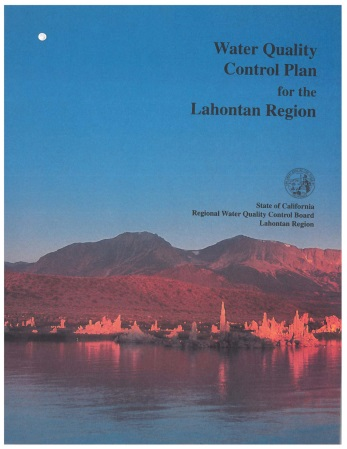 Water Quality
Control Plan
for the
Lahontan Region
State of California
Regional Water Quality Control Board
Lahontan Region